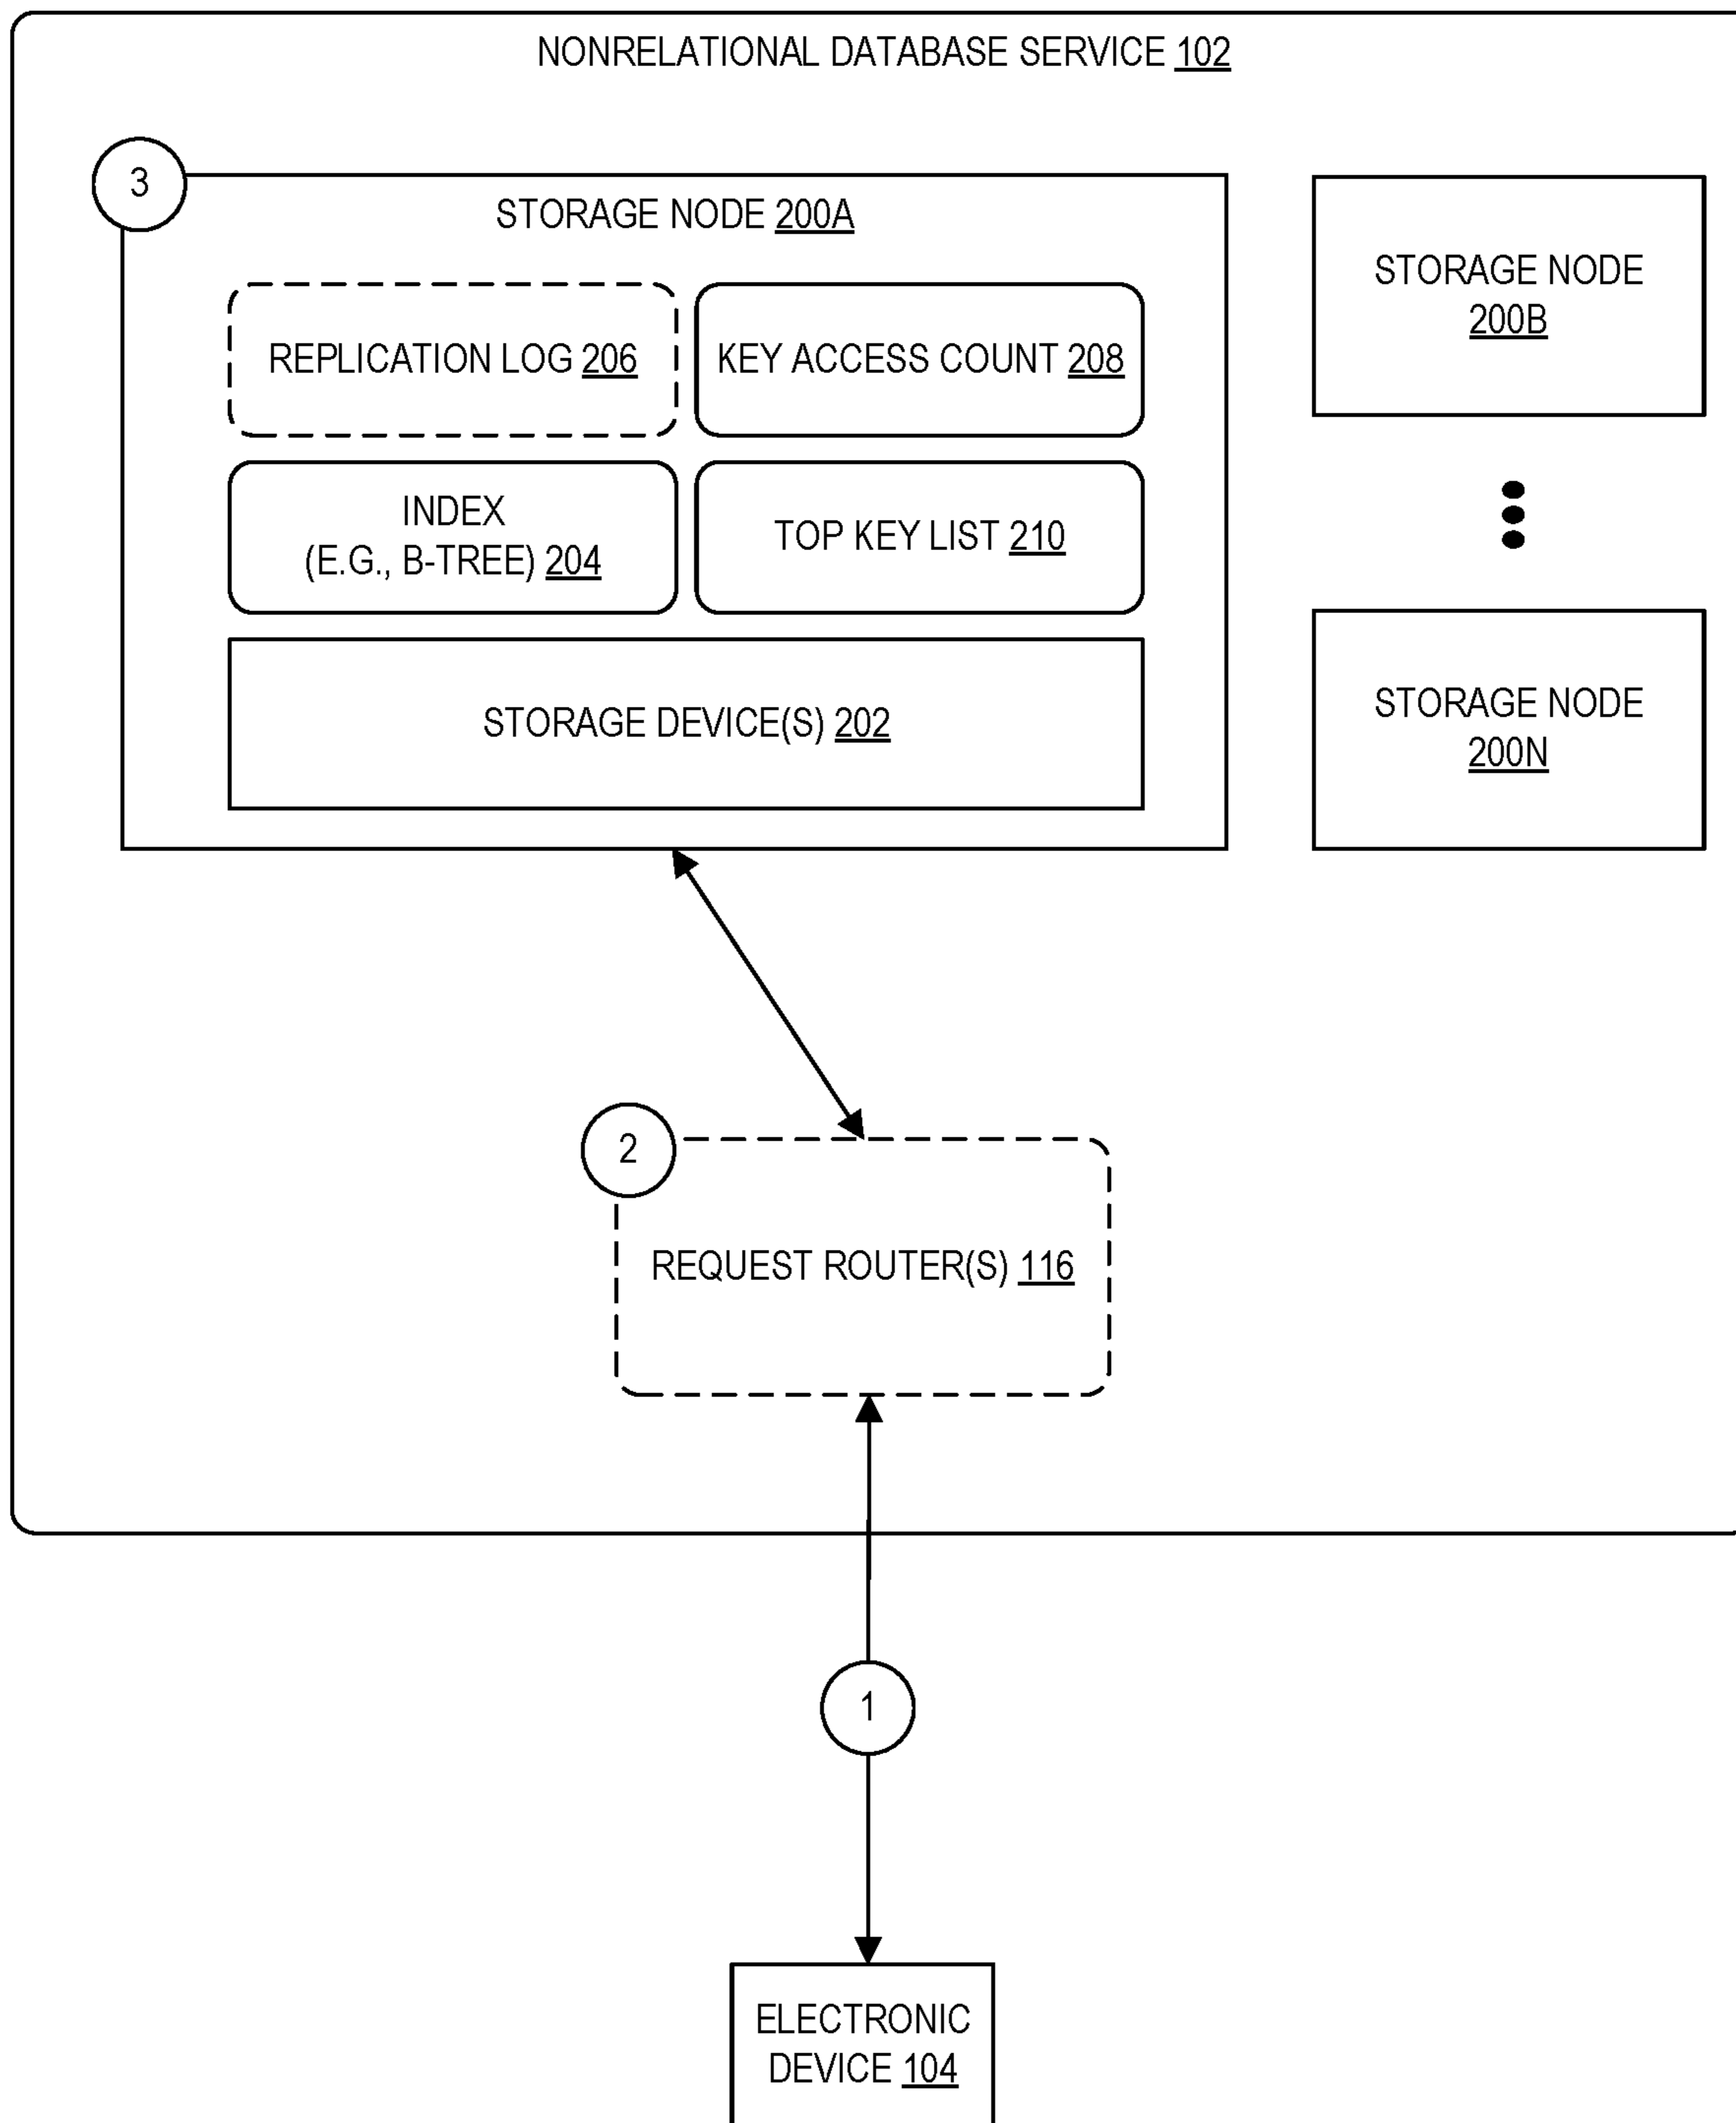 NONRELATIONAL DATABASE SERVICE 102
3
STORAGE NODE 200A
REPLICATION LOG 206
KEY ACCESS COUNT 208
INDEX
(E.G., B-TREE) 204
TOP KEY LIST 210
STORAGE DEVICE(S) 202
STORAGE NODE
200B
STORAGE NODE
200N
2
REQUEST ROUTER(S) 116
1
ELECTRONIC
DEVICE 104